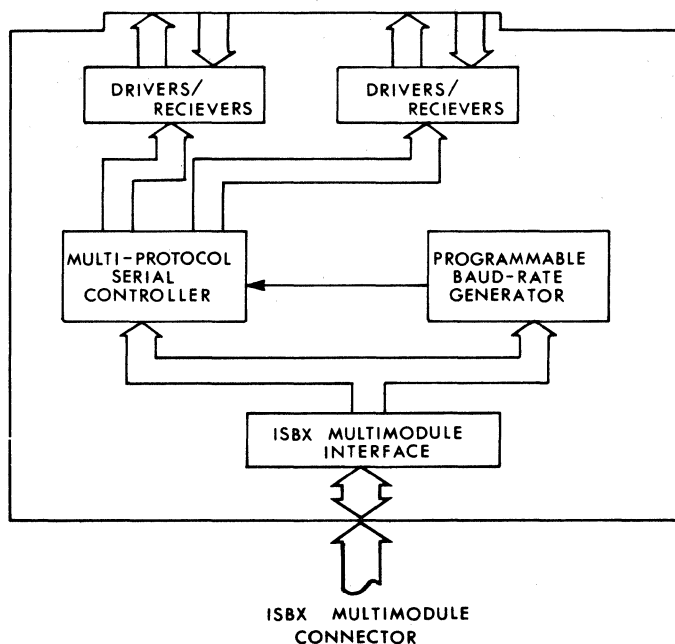 DRIVERS/
RECIEVERS
DRIVERS/
RECIEVERS
MULTI-PROTOCOL
SERIAL
CONTROLLER
PROGRAMMABLE
BAUD-RATE
GENERATOR
ISBX MULTIMODULE
INTERFACE
ISBX MULTIMODULE
CONNECTOR